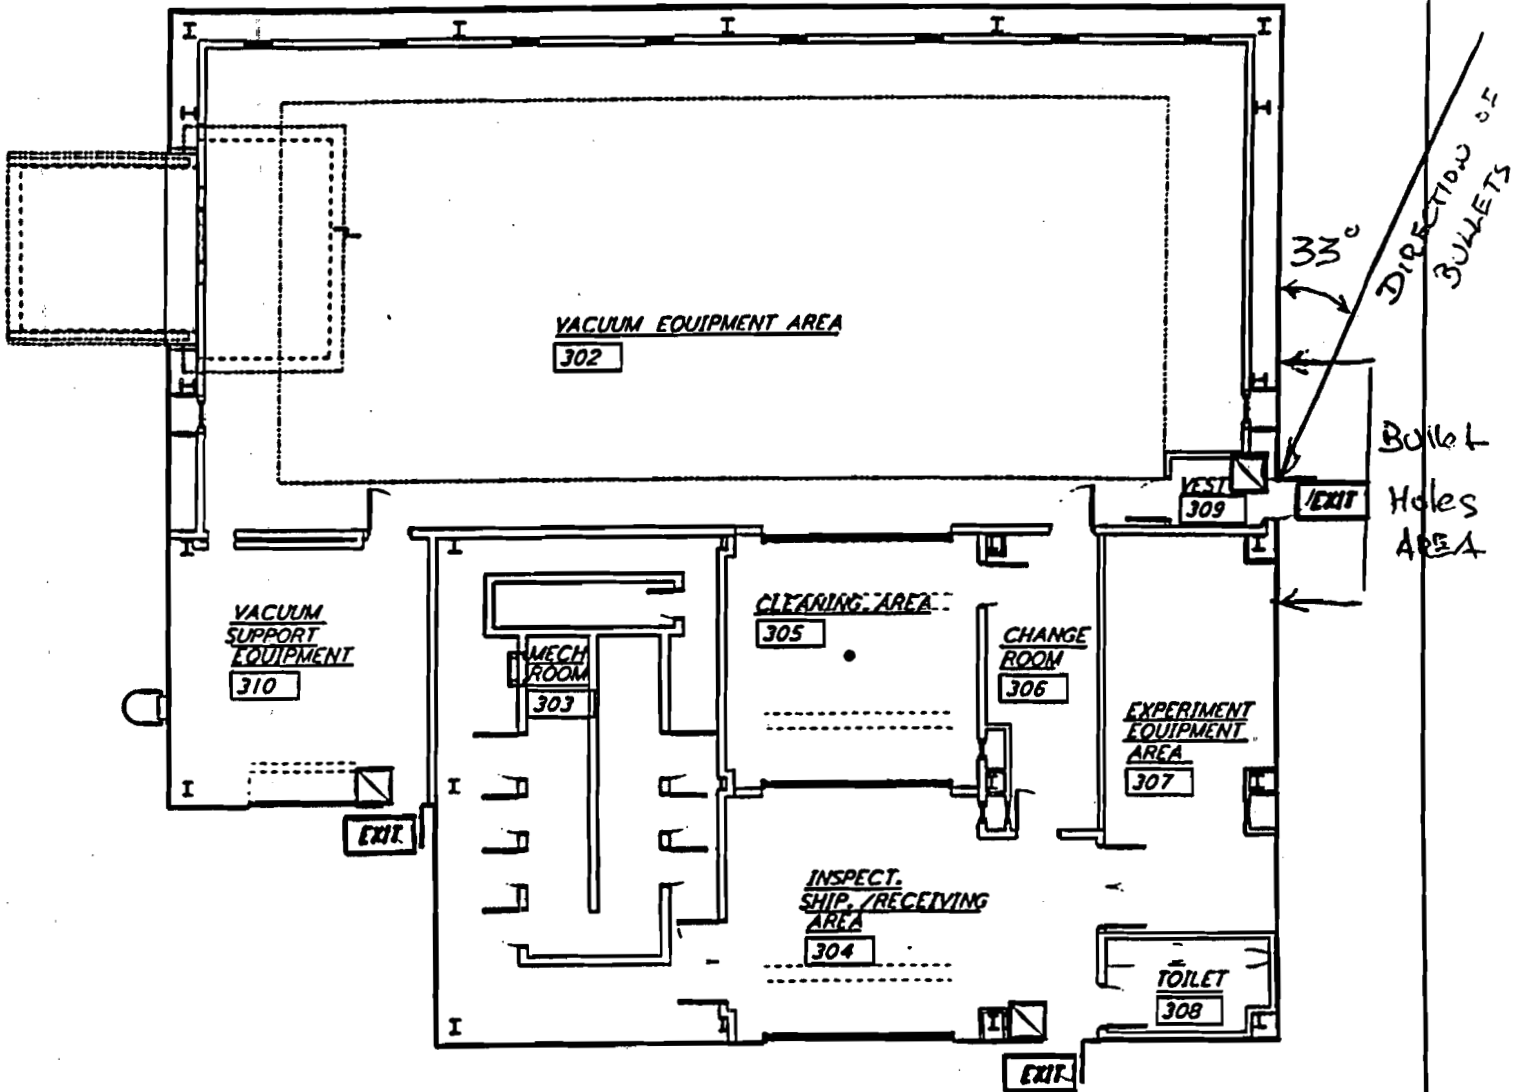 33°
DIRECTION OF
BULLETS
VACUUM EQUIPMENT AREA
302
Bullet
Holes
AREA
VEST
309
EXIT
VACUUM
SUPPORT
EQUIPMENT
310
MECH
ROOM
303
CLEANING AREA
305
CHANGE
ROOM
306
EXPERIMENT
EQUIPMENT
AREA
307
EXIT
INSPECT.
SHIP./RECEIVING
AREA
304
TOILET
308
EXIT